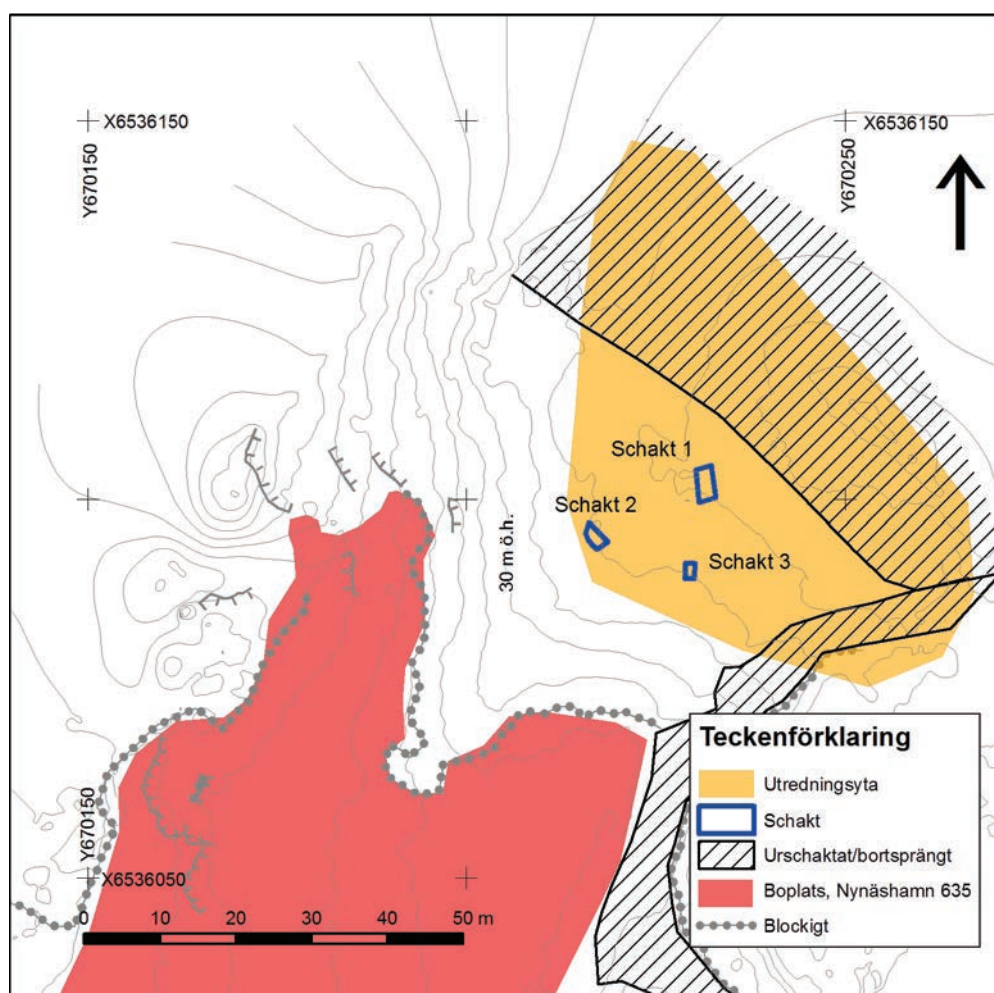 X6536150
X6536150
Y670150
Y670250
Schakt 1
Schakt 2
Schakt 3
30 m ö.h.
Teckenförklaring
Utredningsyta
Schakt
Urschaktat/bortsprängt
Boplats, Nynäshamn 635
Blockigt
Y670150
X6536050
0 10 20 30 40 50 m